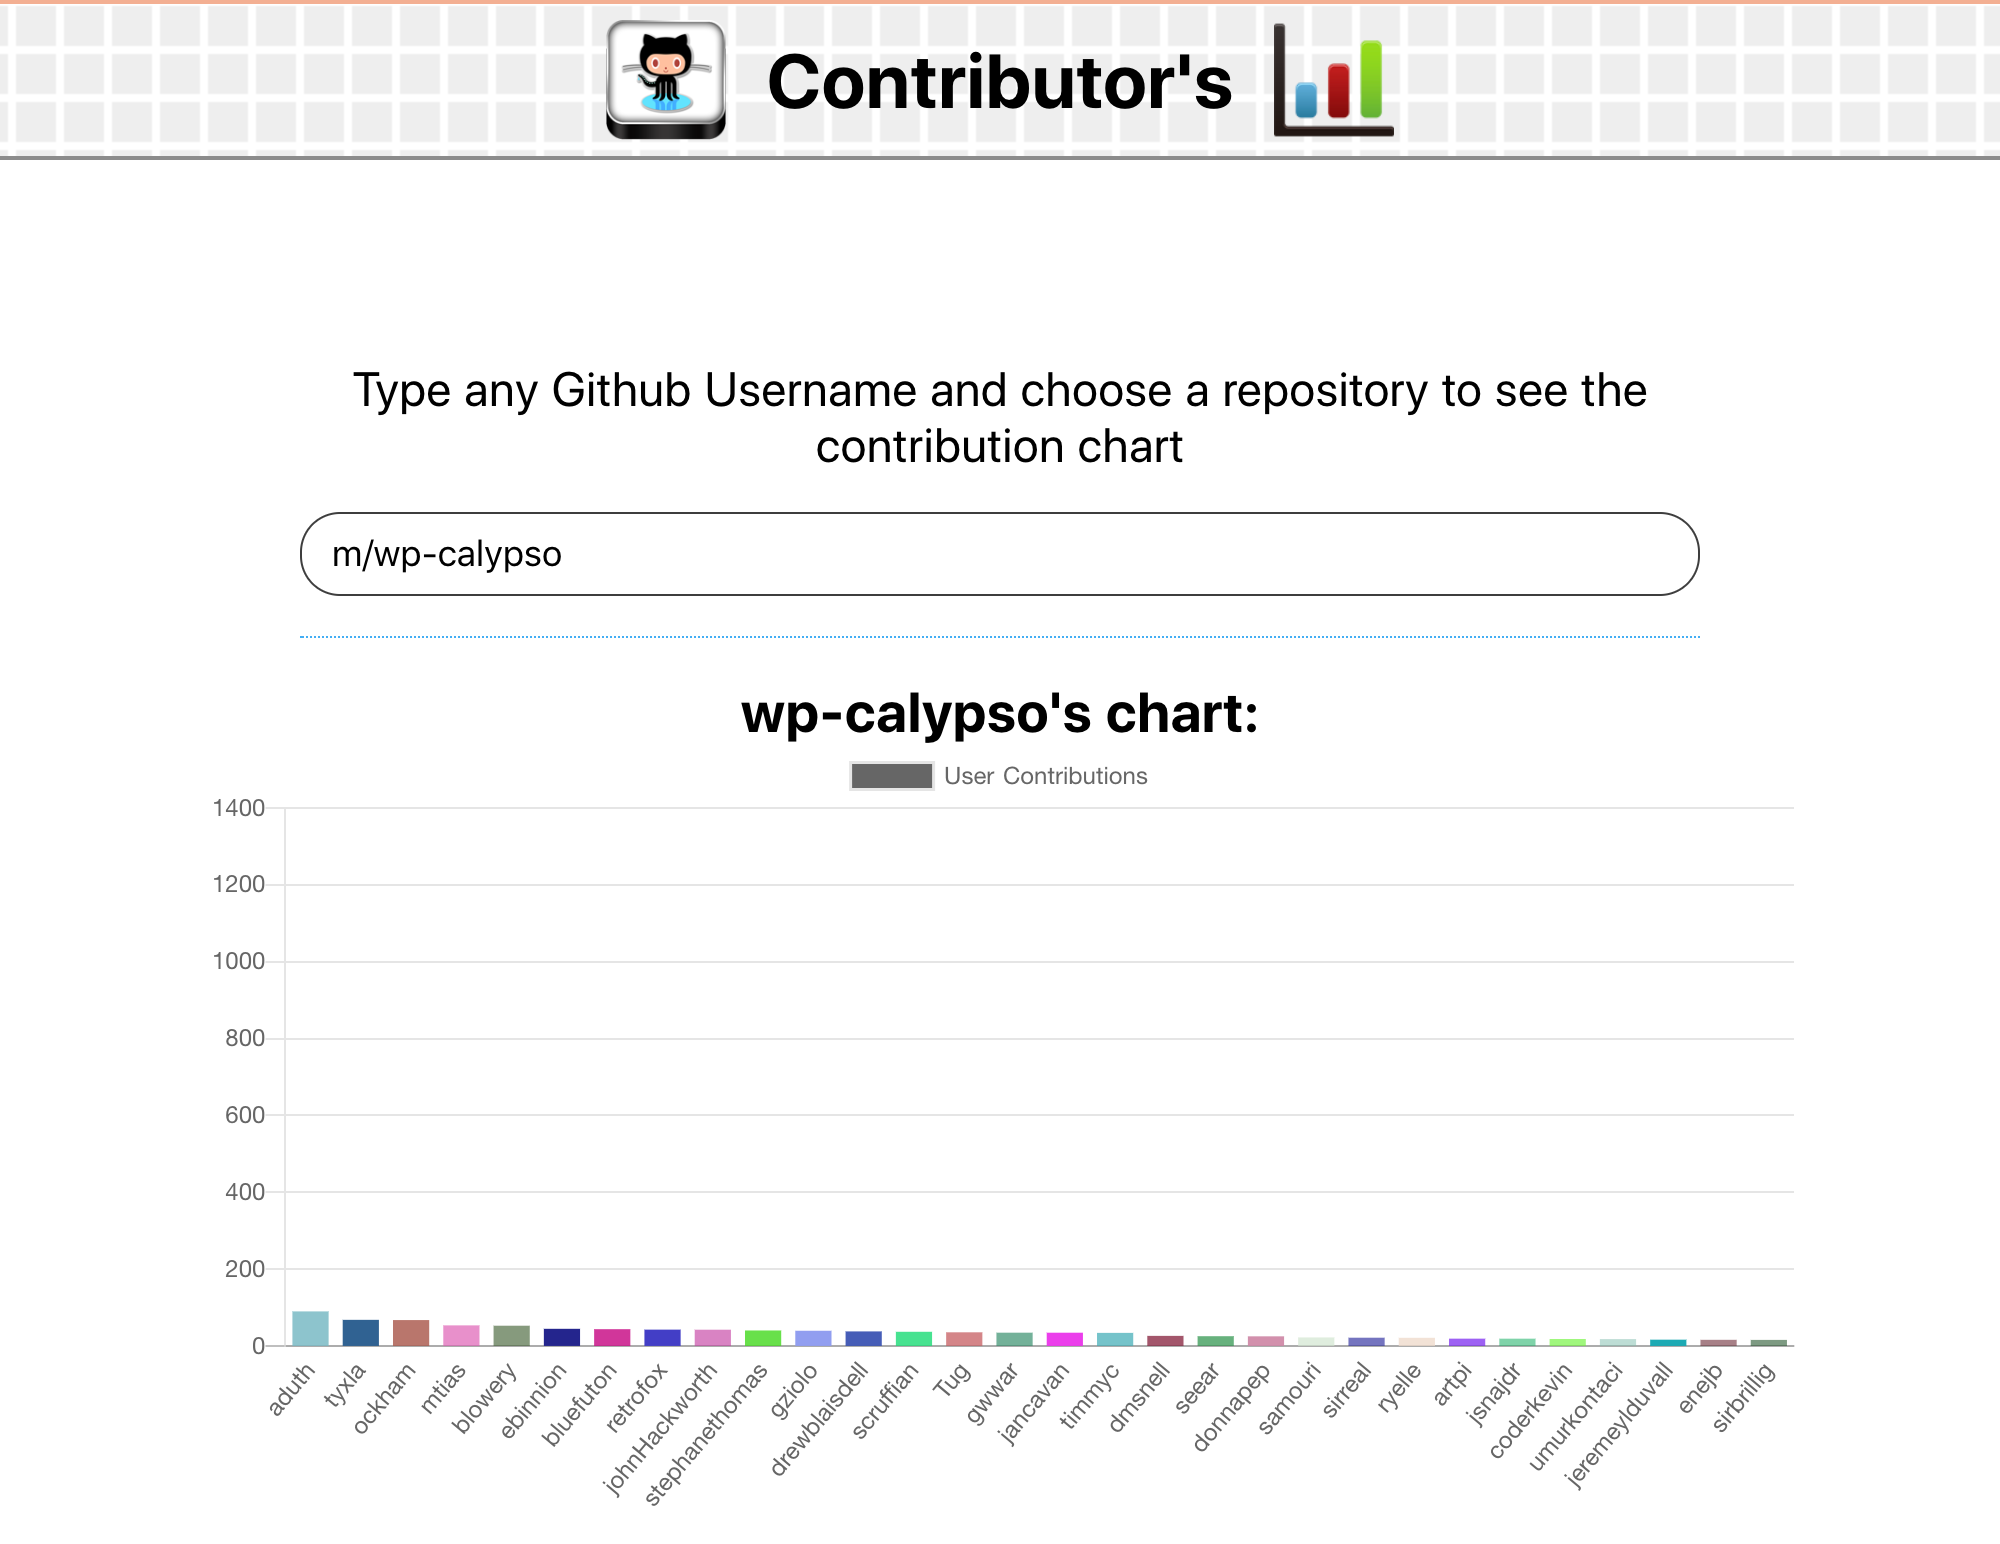 Contributor's
Type any Github Username and choose a repository to see the
contribution chart
m/wp-calypso
wp-calypso's chart:
User Contributions
1400
1200
1000
800
600
400
200
0
aduth
tyxla
ockham
mtias
blowery
ebinnion
bluefuton
retrofox
johnHackworth
stephanethomas
gziolo
drewblaisdell
scruffian
Tug
gwwar
jancavan
timmyc
dmsnell
seear
donnapep
samouri
sirreal
ryelle
artpi
jsnajdr
coderkevin
umurkontaci
jeremeylduvall
enejb
sirbrillig